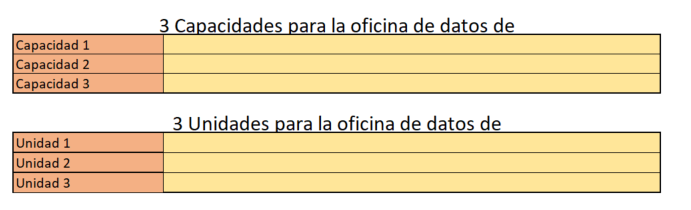 3 Capacidades para la oficina de datos de
Capacidad 1
Capacidad 2
Capacidad 3
3 Unidades para la oficina de datos de
Unidad 1
Unidad 2
Unidad 3